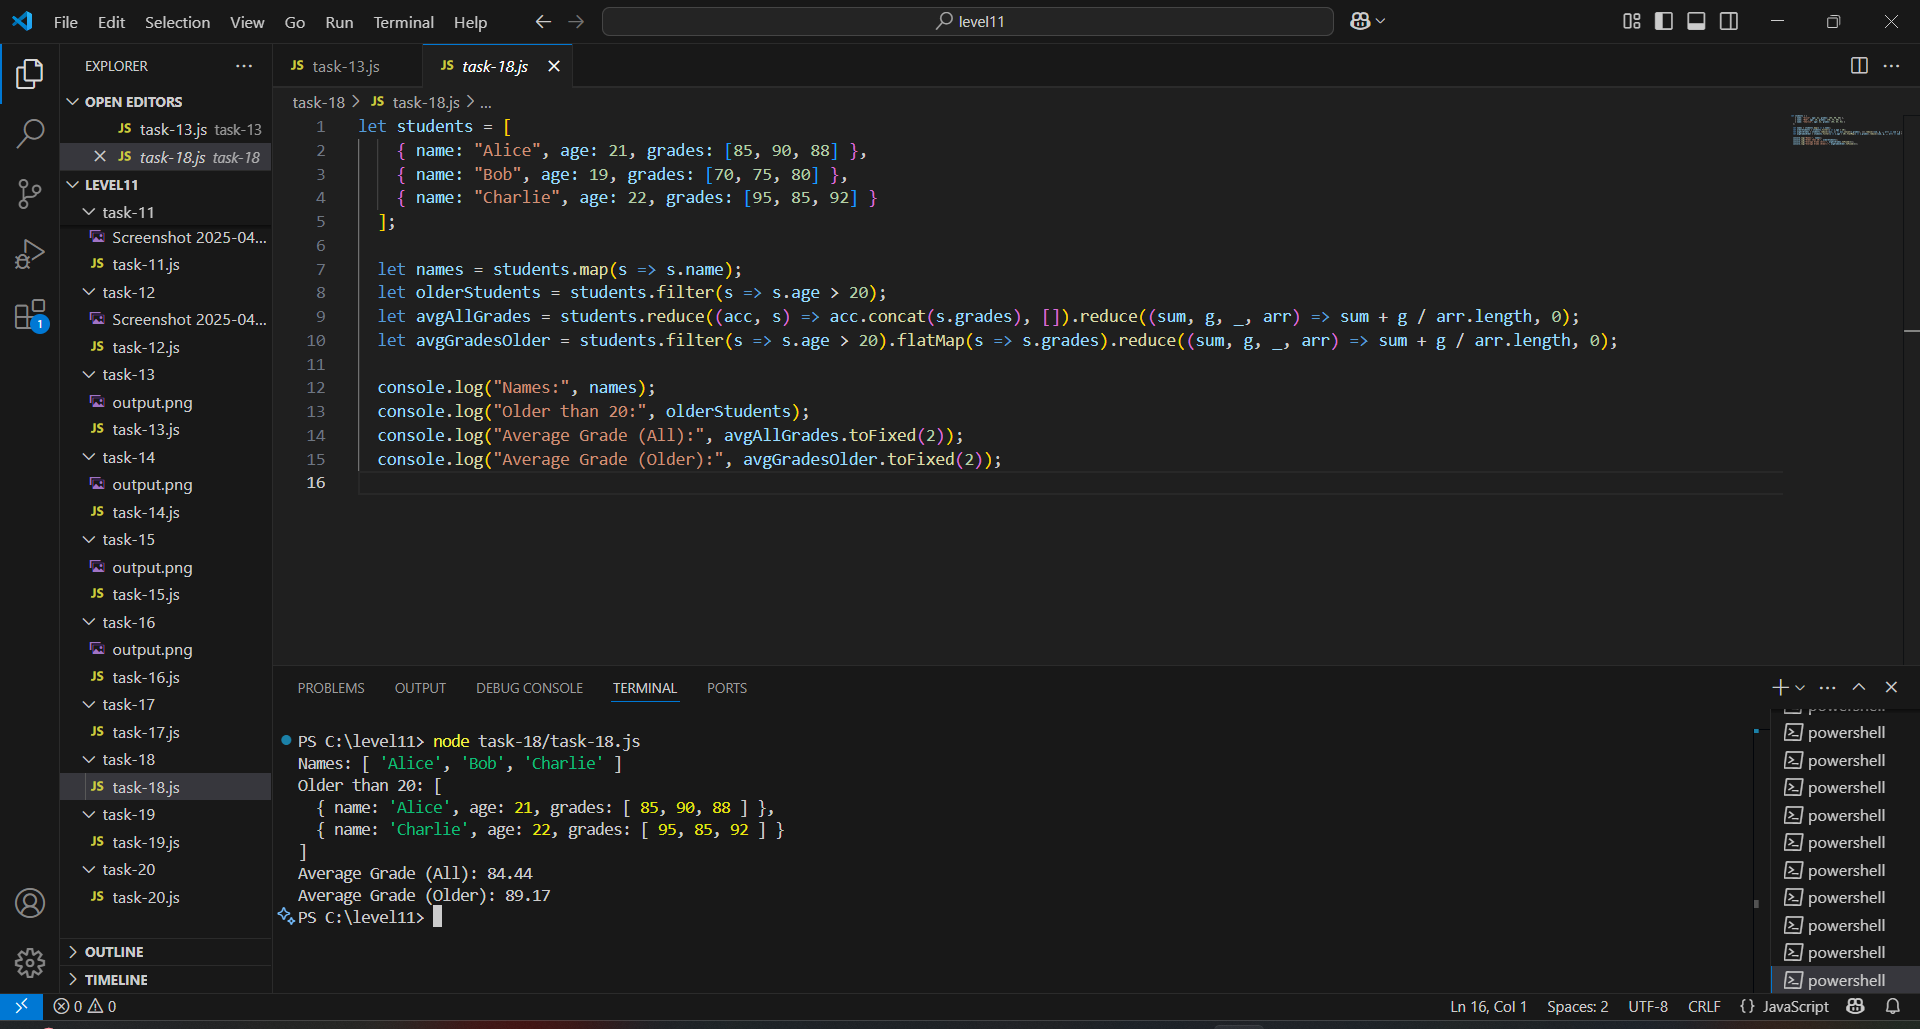 File Edit Selection View Go Run Terminal Help
level11
EXPLORER
OPEN EDITORS
JS task-13.js task-13
JS task-18.js task-18
LEVEL11
task-11
Screenshot 2025-04...
JS task-11.js
task-12
Screenshot 2025-04...
JS task-12.js
task-13
output.png
JS task-13.js
task-14
output.png
JS task-14.js
task-15
output.png
JS task-15.js
task-16
output.png
JS task-16.js
task-17
JS task-17.js
task-18
JS task-18.js
task-19
JS task-19.js
task-20
JS task-20.js
OUTLINE
TIMELINE
1
JS task-13.js
JS task-18.js
task-18 > JS task-18.js > ...
1 let students = [
2 { name: "Alice", age: 21, grades: [85, 90, 88] },
3 { name: "Bob", age: 19, grades: [70, 75, 80] },
4 { name: "Charlie", age: 22, grades: [95, 85, 92] }
5 ];
6
7 let names = students.map(s => s.name);
8 let olderStudents = students.filter(s => s.age > 20);
9 let avgAllGrades = students.reduce((acc, s) => acc.concat(s.grades), []).reduce((sum, g, _, arr) => sum + g / arr.length, 0);
10 let avgGradesOlder = students.filter(s => s.age > 20).flatMap(s => s.grades).reduce((sum, g, _, arr) => sum + g / arr.length, 0);
11
12 console.log("Names:", names);
13 console.log("Older than 20:", olderStudents);
14 console.log("Average Grade (All):", avgAllGrades.toFixed(2));
15 console.log("Average Grade (Older):", avgGradesOlder.toFixed(2));
16
PROBLEMS OUTPUT DEBUG CONSOLE TERMINAL PORTS
PS C:\level11> node task-18/task-18.js
Names: [ 'Alice', 'Bob', 'Charlie' ]
Older than 20: [
{ name: 'Alice', age: 21, grades: [ 85, 90, 88 ] },
{ name: 'Charlie', age: 22, grades: [ 95, 85, 92 ] }
]
Average Grade (All): 84.44
Average Grade (Older): 89.17
PS C:\level11>
powershell
powershell
powershell
powershell
powershell
powershell
powershell
powershell
powershell
powershell
0 0
Ln 16, Col 1 Spaces: 2 UTF-8 CRLF {} JavaScript